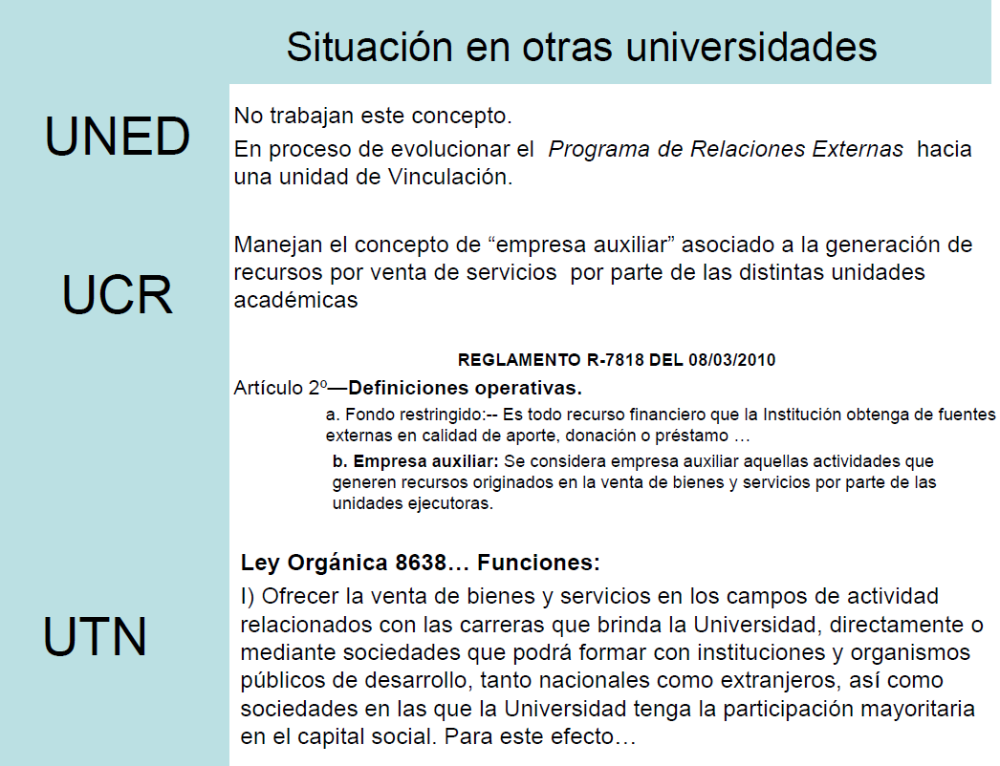 Situación en otras universidades
UNED
No trabajan este concepto.
En proceso de evolucionar el Programa de Relaciones Externas hacia
una unidad de Vinculación.
UCR
Manejan el concepto de “empresa auxiliar” asociado a la generación de
recursos por venta de servicios por parte de las distintas unidades
académicas
REGLAMENTO R-7818 DEL 08/03/2010
Artículo 2º—Definiciones operativas.
a. Fondo restringido:-- Es todo recurso financiero que la Institución obtenga de fuentes
externas en calidad de aporte, donación o préstamo …
b. Empresa auxiliar: Se considera empresa auxiliar aquellas actividades que
generen recursos originados en la venta de bienes y servicios por parte de las
unidades ejecutoras.
UTN
Ley Orgánica 8638… Funciones:
I) Ofrecer la venta de bienes y servicios en los campos de actividad
relacionados con las carreras que brinda la Universidad, directamente o
mediante sociedades que podrá formar con instituciones y organismos
públicos de desarrollo, tanto nacionales como extranjeros, así como
sociedades en las que la Universidad tenga la participación mayoritaria
en el capital social. Para este efecto…